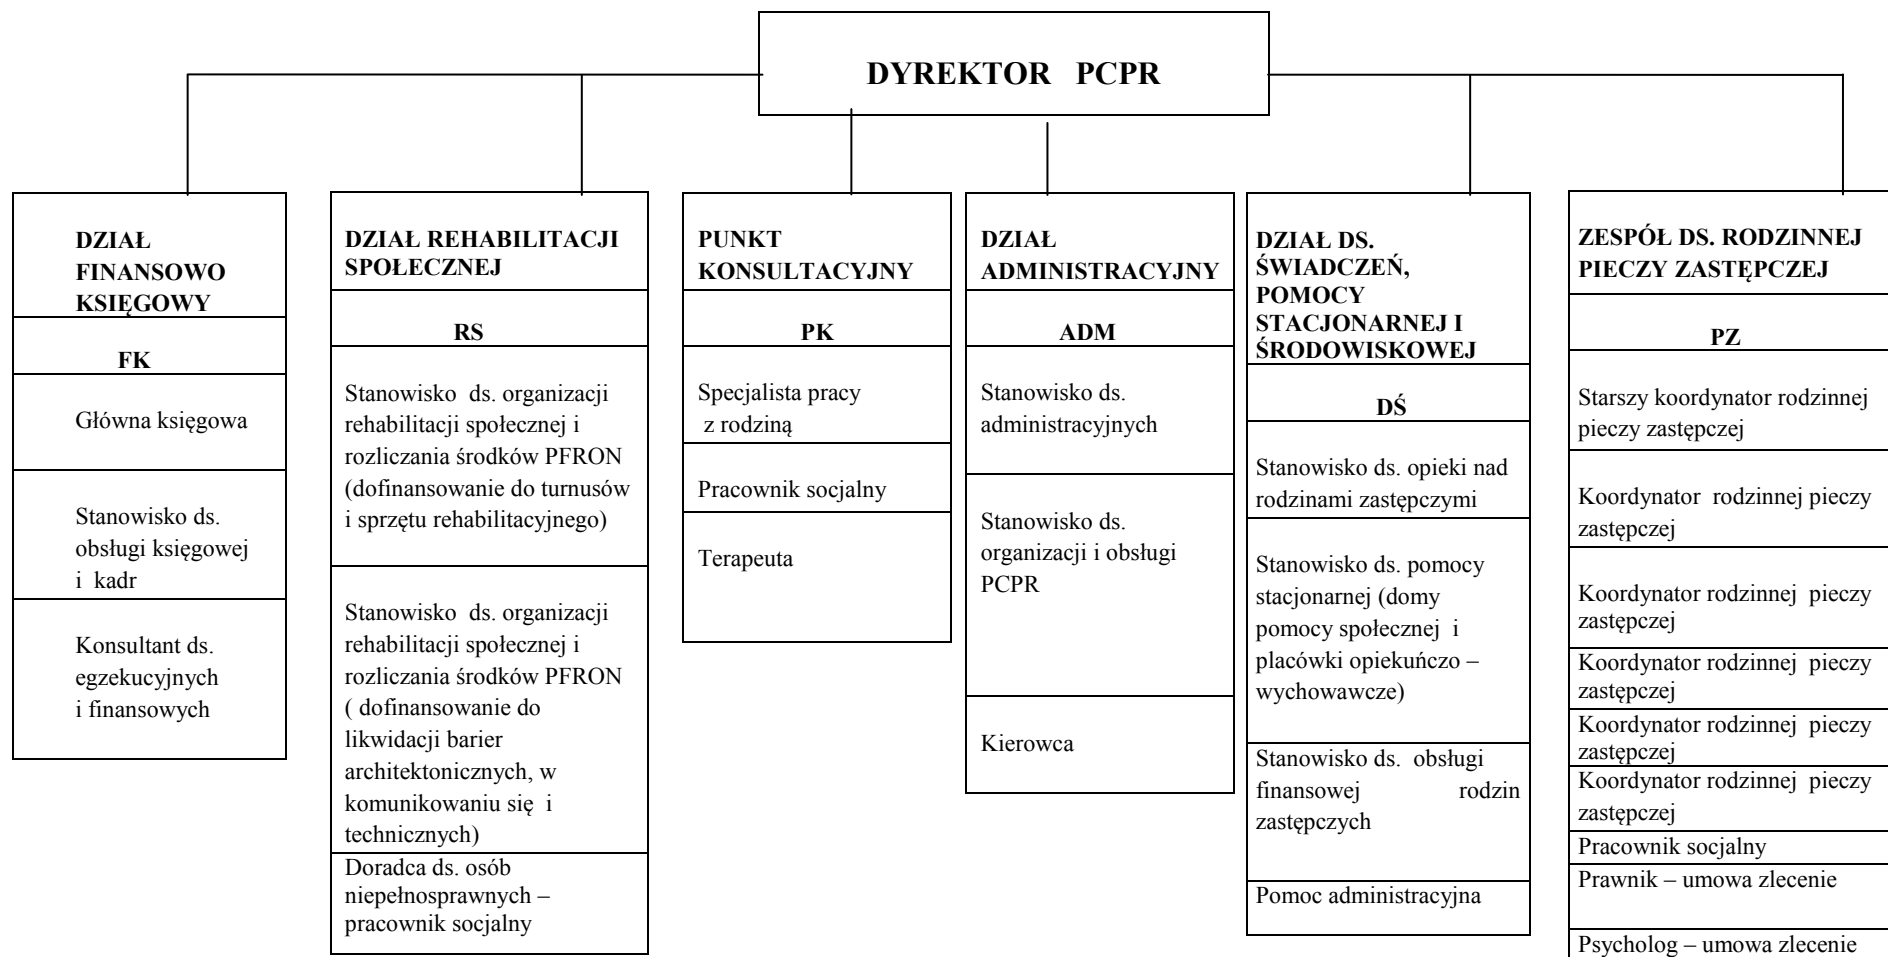 DYREKTOR PCPR
DZIAŁ
FINANSOWO
KSIĘGOWY
FK
Główna księgowa
Stanowisko ds.
obsługi księgowej
i kadr
Konsultant ds.
egzekucyjnych
i finansowych
DZIAŁ REHABILITACJI
SPOŁECZNEJ
RS
Stanowisko ds. organizacji
rehabilitacji społecznej i
rozliczania środków PFRON
(dofinansowanie do turnusów
i sprzętu rehabilitacyjnego)
Stanowisko ds. organizacji
rehabilitacji społecznej i
rozliczania środków PFRON
( dofinansowanie do
likwidacji barier
architektonicznych, w
komunikowaniu się i
technicznych)
Doradca ds. osób
niepełnosprawnych –
pracownik socjalny
PUNKT
KONSULTACYJNY
PK
Specjalista pracy
z rodziną
Pracownik socjalny
Terapeuta
DZIAŁ
ADMINISTRACYJNY
ADM
Stanowisko ds.
administracyjnych
Stanowisko ds.
organizacji i obsługi
PCPR
Kierowca
DZIAŁ DS.
ŚWIADCZEŃ,
POMOCY
STACJONARNEJ I
ŚRODOWISKOWEJ
DŚ
Stanowisko ds. opieki nad
rodzinami zastępczymi
Stanowisko ds. pomocy
stacjonarnej (domy
pomocy społecznej i
placówki opiekuńczo –
wychowawcze)
Stanowisko ds. obsługi
finansowej rodzin
zastępczych
Pomoc administracyjna
ZESPÓŁ DS. RODZINNEJ
PIECZY ZASTĘPCZEJ
PZ
Starszy koordynator rodzinnej
pieczy zastępczej
Koordynator rodzinnej pieczy
zastępczej
Koordynator rodzinnej pieczy
zastępczej
Koordynator rodzinnej pieczy
zastępczej
Koordynator rodzinnej pieczy
zastępczej
Koordynator rodzinnej pieczy
zastępczej
Pracownik socjalny
Prawnik – umowa zlecenie
Psycholog – umowa zlecenie